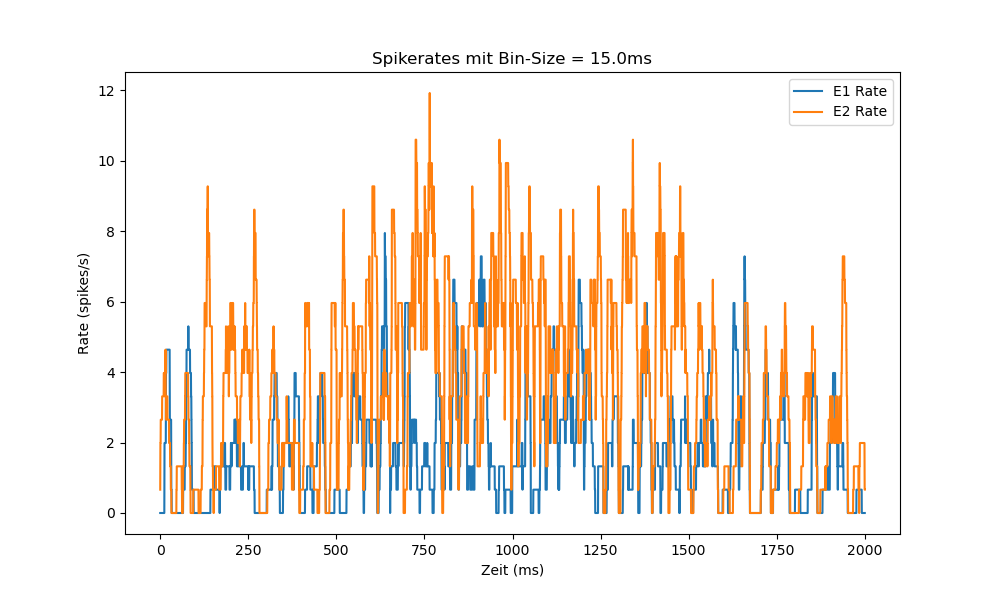 Spikerates mit Bin-Size = 15.0ms
E1 Rate
E2 Rate
Rate (spikes/s)
12
10
8
6
4
2
0
0 250 500 750 1000 1250 1500 1750 2000
Zeit (ms)